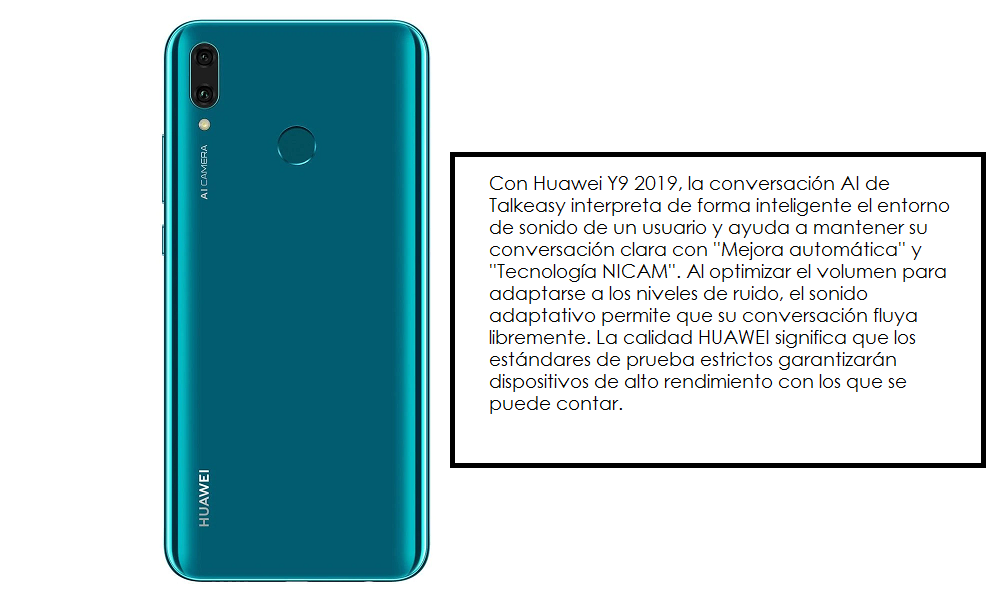 AI CAMERA
HUAWEI
Con Huawei Y9 2019, la conversación AI de
Talkeasy interpreta de forma inteligente el entorno
de sonido de un usuario y ayuda a mantener su
conversación clara con "Mejora automática" y
"Tecnología NICAM". Al optimizar el volumen para
adaptarse a los niveles de ruido, el sonido
adaptativo permite que su conversación fluya
libremente. La calidad HUAWEI significa que los
estándares de prueba estrictos garantizarán
dispositivos de alto rendimiento con los que se
puede contar.